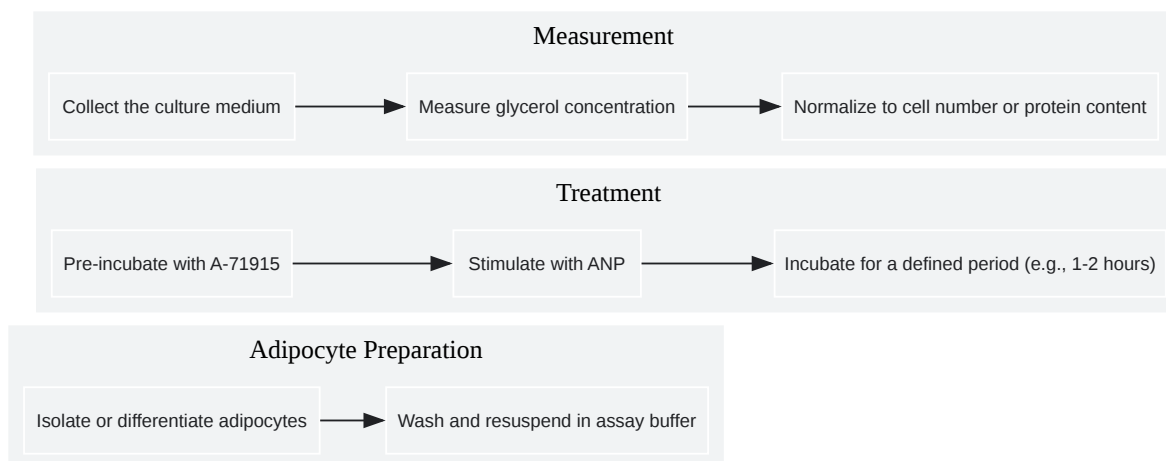 Measurement
Collect the culture medium
Measure glycerol concentration
Normalize to cell number or protein content
Treatment
Pre-incubate with A-71915
Stimulate with ANP
Incubate for a defined period (e.g., 1-2 hours)
Adipocyte Preparation
Isolate or differentiate adipocytes
Wash and resuspend in assay buffer